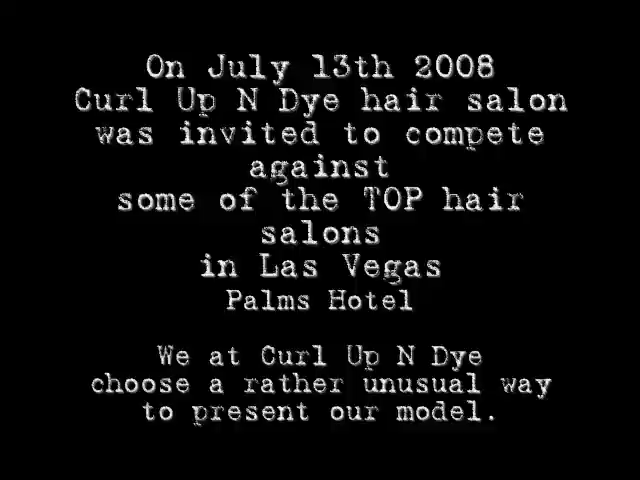 On July 13th 2008
Curl Up N Dye hair salon
was invited to compete
against
some of the TOP hair
salons
in Las Vegas
Palms Hotel
We at Curl Up N Dye
choose a rather unusual way
to present our model.